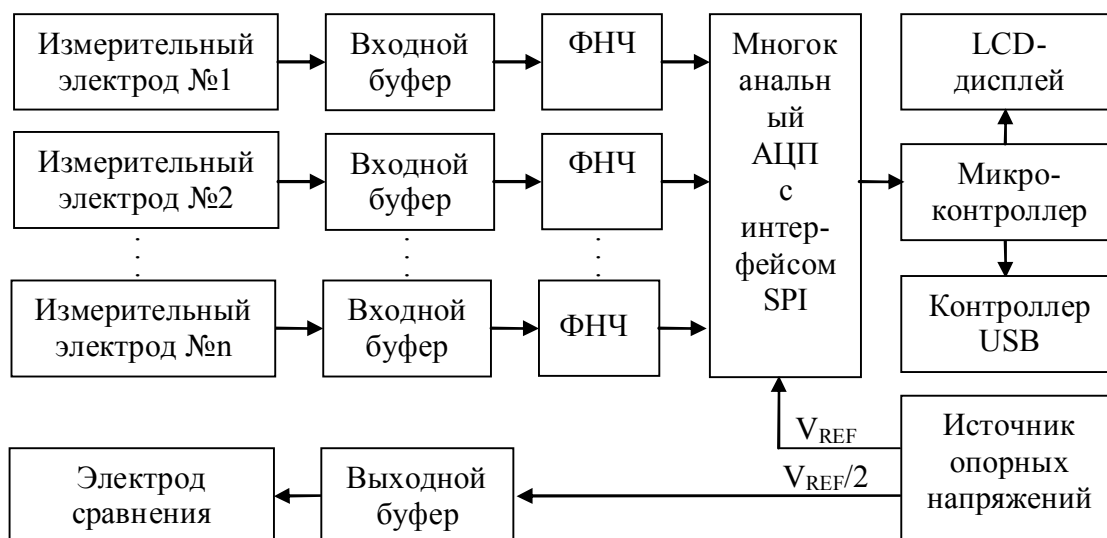 Измерительный
электрод №1
Входной
буфер
ФНЧ
Многок
анальн
ый
АЦП
с
интер-
фейсом
SPI
LCD-
дисплей
Измерительный
электрод №2
Входной
буфер
ФНЧ
Микро-
контроллер
Измерительный
электрод №n
Входной
буфер
ФНЧ
Контроллер
USB
VREF
Источник
опорных
напряжений
VREF/2
Электрод
сравнения
Выходной
буфер